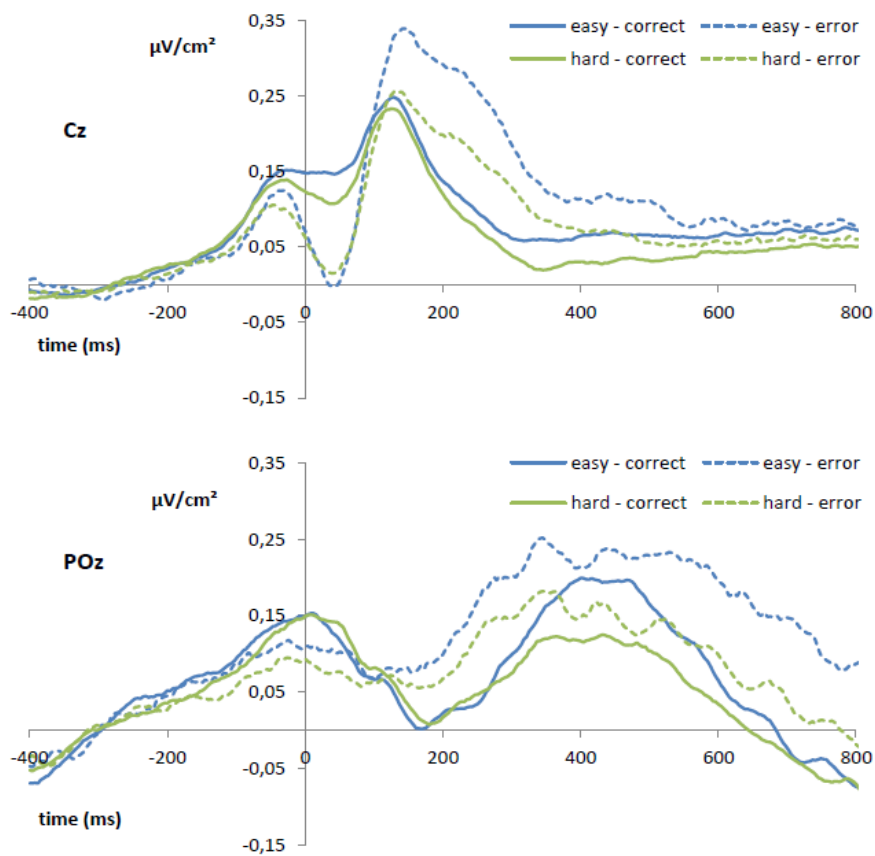 0,35
µV/cm²
easy - correct
easy - error
hard - correct
hard - error
0,25
Cz
0,15
0,05
-400
-200
0
200
400
600
800
-0,05
time (ms)
-0,15
0,35
easy - correct
easy - error
µV/cm²
hard - correct
hard - error
0,25
POz
0,15
0,05
-400
-200
0
200
400
600
800
-0,05
time (ms)
-0,15